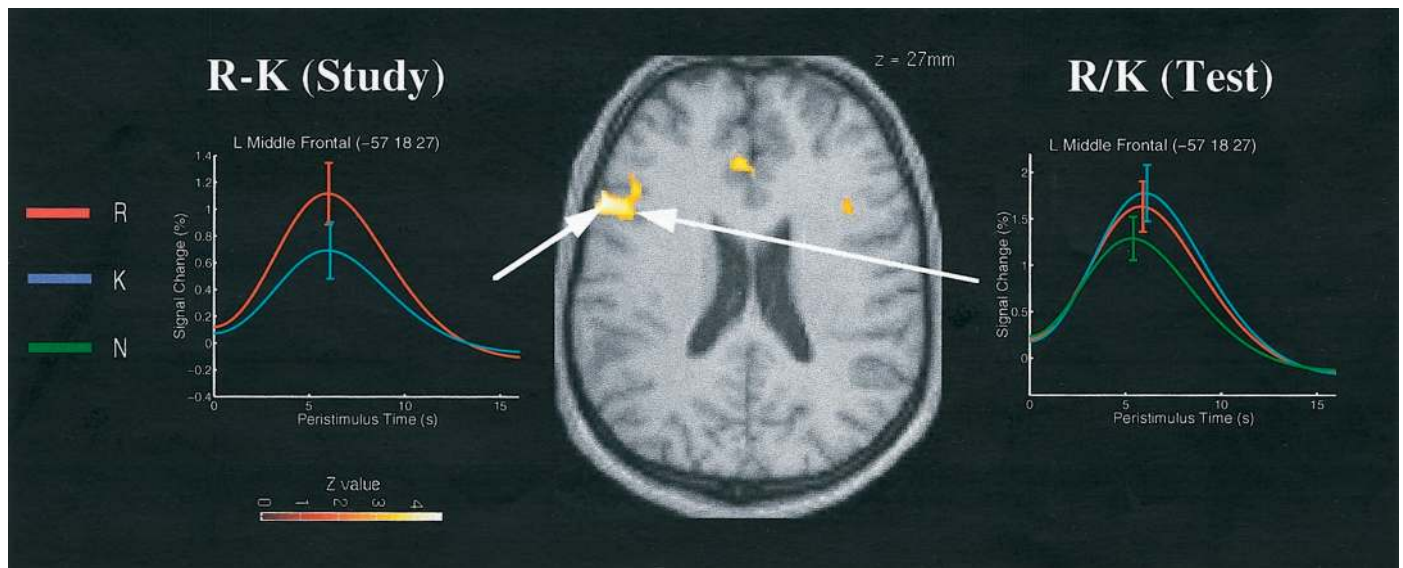 R-K (Study)
z = 27mm
R/K (Test)
L Middle Frontal (-57 18 27)
1.4
1.2
1
0.8
0.6
0.4
0.2
0
-0.2
-0.4
Signal Change (%)
0 5 10 15
Peristimulus Time (s)
R
K
N
L Middle Frontal (-57 18 27)
2
1.5
1
0.5
0
Signal Change (%)
0 5 10 15
Peristimulus Time (s)
Z value
0 1 2 3 4